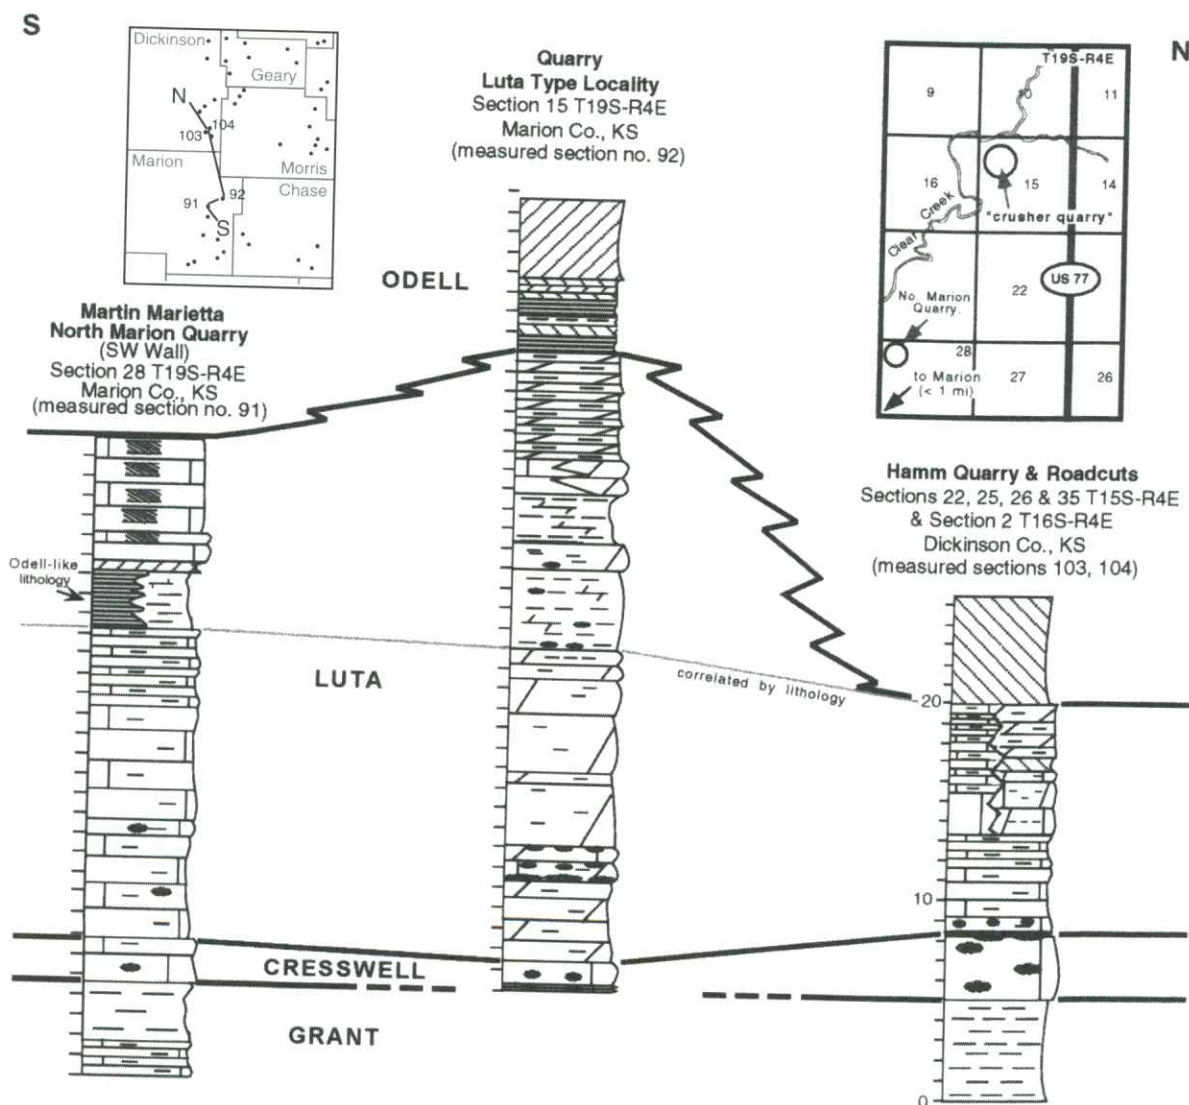 S
N
Dickinson
Geary
N
104
103
Marion
Morris
Chase
92
91
S
Quarry
Luta Type Locality
Section 15 T19S-R4E
Marion Co., KS
(measured section no. 92)
T19S-R4E
9
10
11
16
15
14
Clear Creek
"crusher quarry"
US 77
22
No. Marion
Quarry.
28
to Marion
(< 1 mi)
27
26
ODELL
Martin Marietta
North Marion Quarry
(SW Wall)
Section 28 T19S-R4E
Marion Co., KS
(measured section no. 91)
Hamm Quarry & Roadcuts
Sections 22, 25, 26 & 35 T15S-R4E
& Section 2 T16S-R4E
Dickinson Co., KS
(measured sections 103, 104)
Odell-like
lithology
LUTA
correlated by lithology
20
10
CRESSWELL
GRANT
0